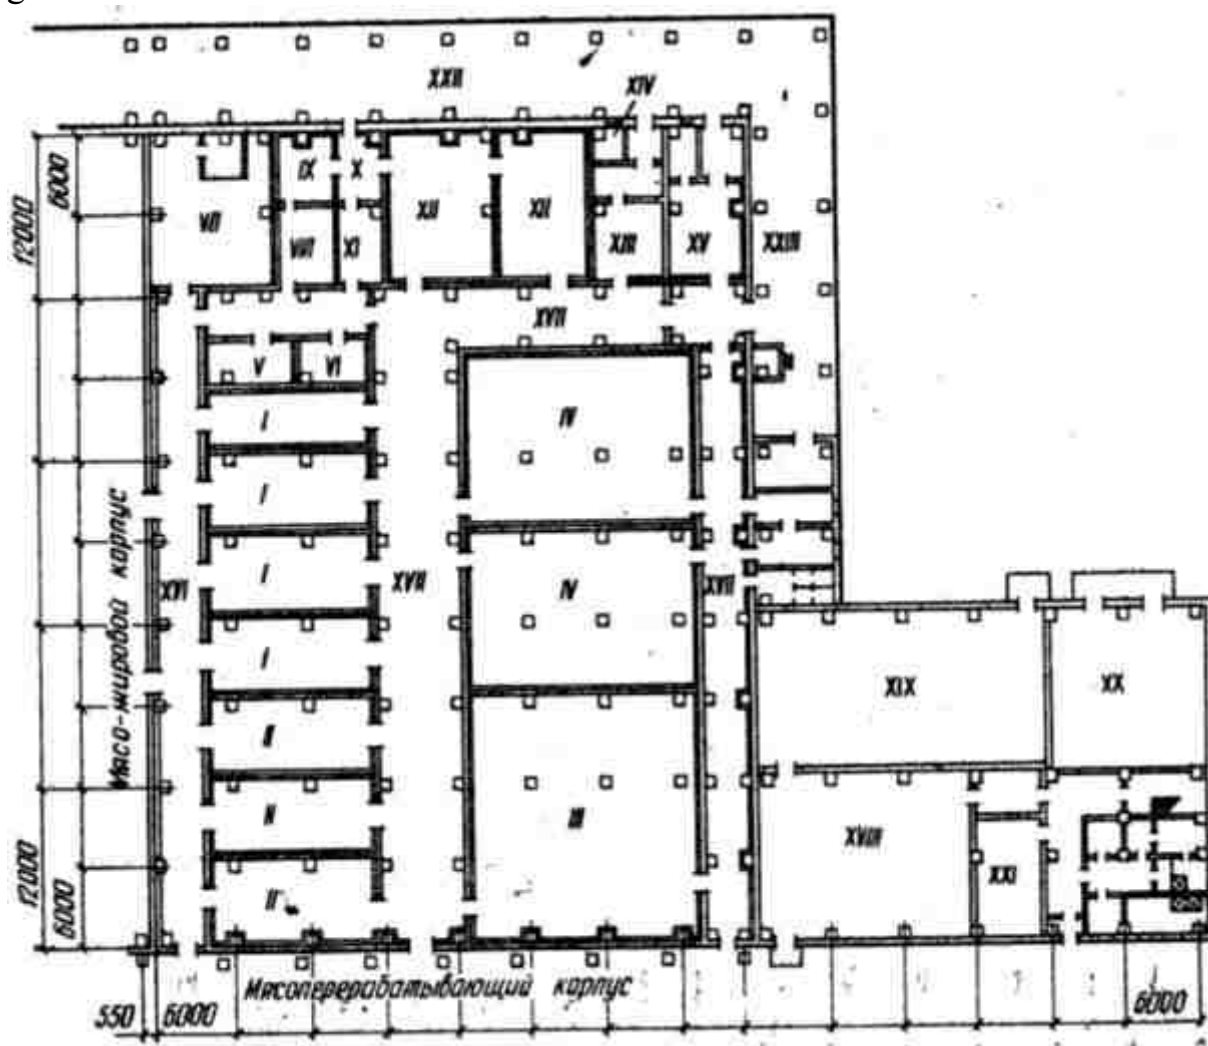 XXII
XIV
6000
12000
IX
X
VII
XII
XII
VIII
XI
XIII
XV
XXIII
XVII
V
VI
I
IV
I
Мясо-жировой корпус
XVI
I
XVII
IV
XVII
I
XIX
XX
II
II
III
XVIII
XXI
12000
6000
II
Мясоперерабатывающий корпус
550
6000
6000